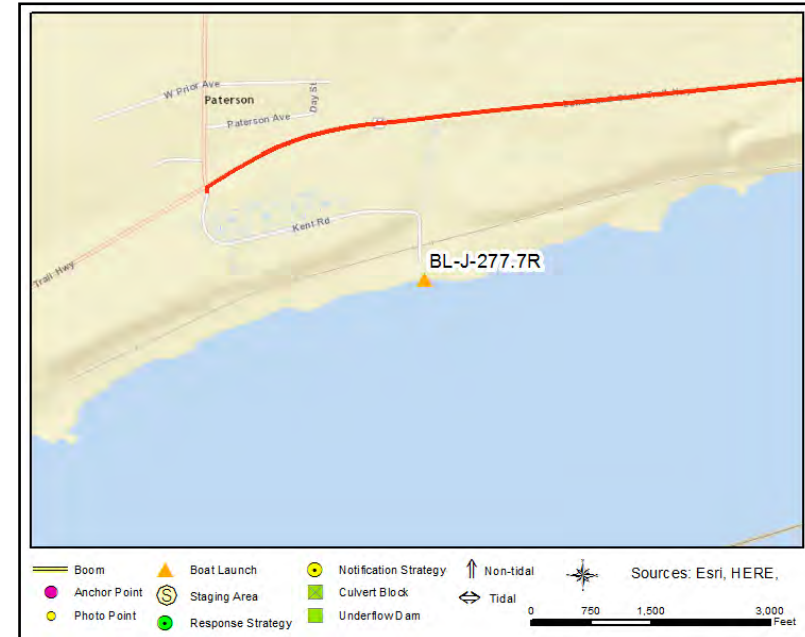 W Prior Ave
Paterson
Day St
Paterson Ave
Kent Rd
BL-J-277.7R
Trail Hwy
Boom
Boat Launch
Notification Strategy
Non-tidal
Sources: Esri, HERE,
Anchor Point
S
Staging Area
Culvert Block
Tidal
Photo Point
Response Strategy
Underflow Dam
0 750 1,500 3,000
Feet